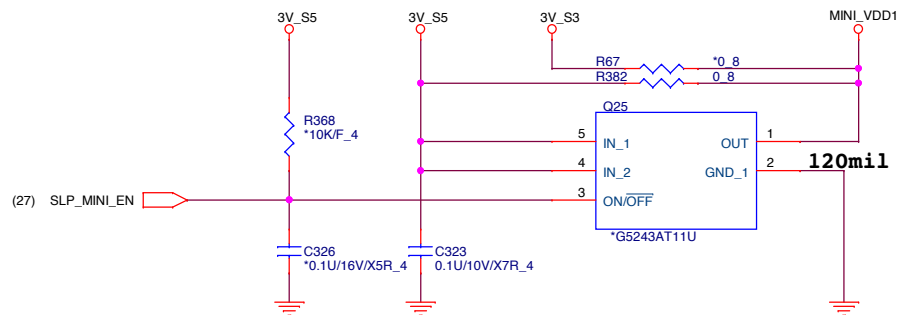 3V_S5
3V_S5
3V_S3
MINI_VDD1
R67
*0_8
R382
0_8
Q25
R368
*10K/F_4
5
IN_1
OUT
1
4
IN_2
GND_1
2
120mil
3
ON/OFF
(27) SLP_MINI_EN
*G5243AT11U
C326
*0.1U/16V/X5R_4
C323
0.1U/10V/X7R_4